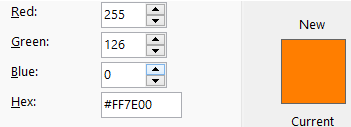 Red: 255
New
Green: 126
Blue: 0
Hex: #FF7E00
Current